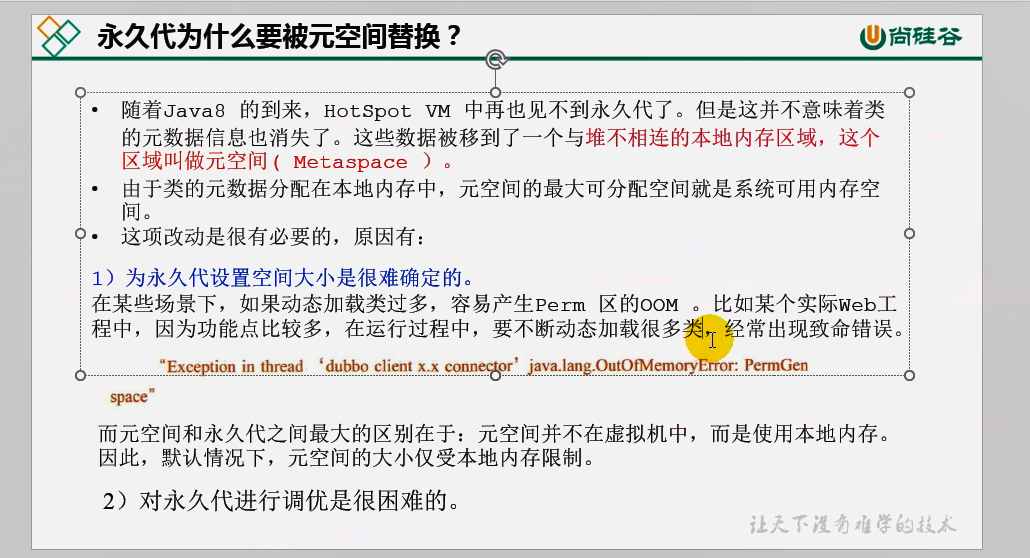 永久代为什么要被元空间替换？
尚硅谷
• 随着Java8 的到来，HotSpot VM 中再也见不到永久代了。但是这并不意味着类
的元数据信息也消失了。这些数据被移到了一个与堆不相连的本地内存区域，这个
区域叫做元空间( Metaspace ）。
• 由于类的元数据分配在本地内存中，元空间的最大可分配空间就是系统可用内存空
间。
• 这项改动是很有必要的，原因有：
1）为永久代设置空间大小是很难确定的。
在某些场景下，如果动态加载类过多，容易产生Perm 区的OOM 。比如某个实际Web工
程中，因为功能点比较多，在运行过程中，要不断动态加载很多类，经常出现致命错误。
“Exception in thread ‘dubbo client x.x connector’ java.lang.OutOfMemoryError: PermGen
space”
而元空间和永久代之间最大的区别在于：元空间并不在虚拟机中，而是使用本地内存。
因此，默认情况下，元空间的大小仅受本地内存限制。
2）对永久代进行调优是很困难的。
让天下没有难学的技术